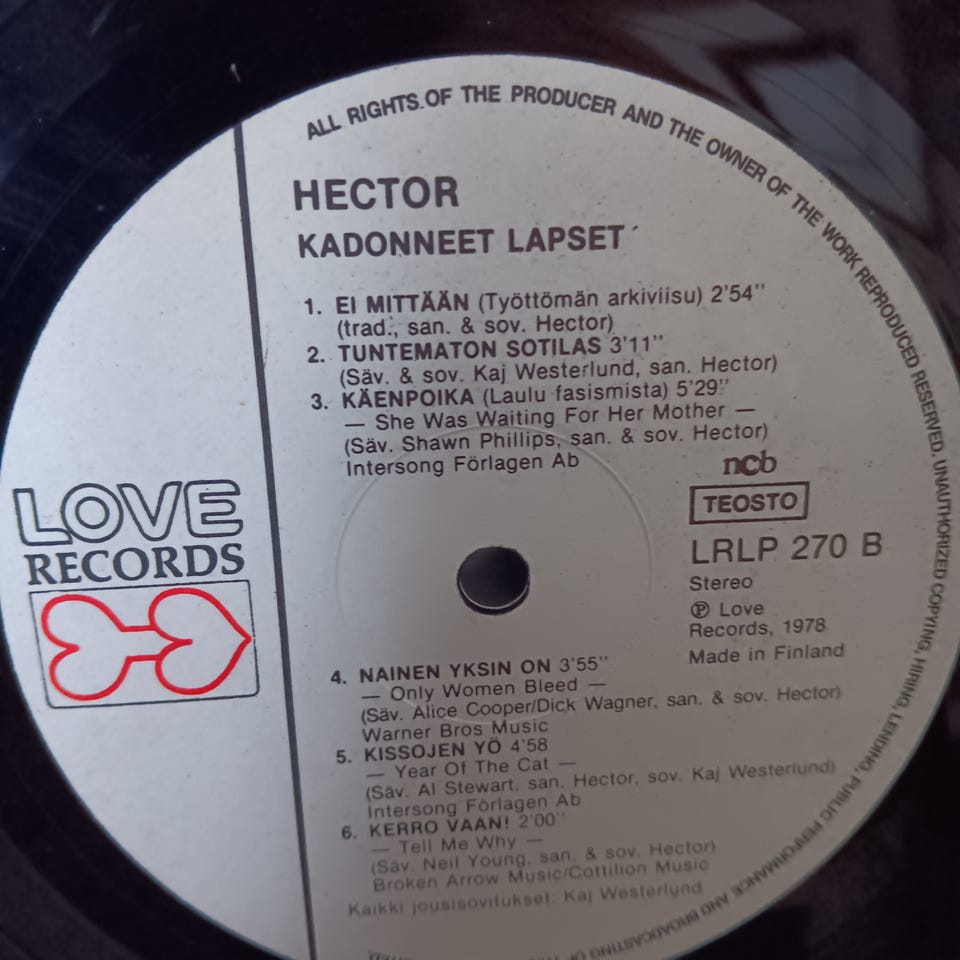 ALL RIGHTS OF THE PRODUCER AND THE OWNER OF THE WORK REPRODUCED RESERVED. UNAUTHORIZED COPYING, HIRING, LENDING, PUBLIC PERFORMANCE AND BROADCASTING OF
HECTOR
KADONNEET LAPSET
1. EI MITTÄÄN (Työttömän arkiviisu) 2'54''
(trad., san. & sov. Hector)
2. TUNTEMATON SOTILAS 3'11''
(Säv. & sov. Kaj Westerlund, san. Hector)
3. KÄENPOIKA (Laulu fasismista) 5'29''
— She Was Waiting For Her Mother —
(Säv. Shawn Phillips, san. & sov. Hector)
Intersong Förlagen Ab
ncb
TEOSTO
LRLP 270 B
Stereo
℗ Love
Records, 1978
Made in Finland
LOVE
RECORDS
4. NAINEN YKSIN ON 3'55''
— Only Women Bleed —
(Säv. Alice Cooper/Dick Wagner, san. & sov. Hector)
Warner Bros Music
5. KISSOJEN YÖ 4'58
— Year Of The Cat —
(Säv. Al Stewart. san. Hector, sov. Kaj Westerlund)
Intersong Förlagen Ab
6. KERRO VAAN! 2'00''
— Tell Me Why —
(Säv. Neil Young, san. & sov. Hector)
Broken Arrow Music/Cottilion Music
Kaikki jousisovitukset: Kaj Westerlund